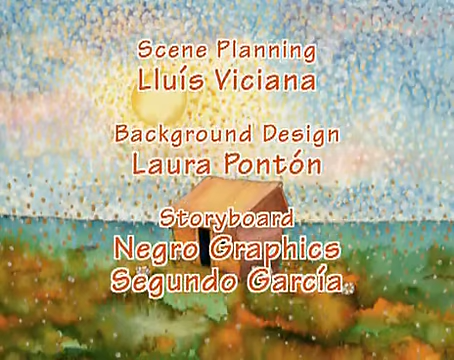 Scene Planning
Lluís Viciana
Background Design
Laura Pontón
Storyboard
Negro Graphics
Segundo García